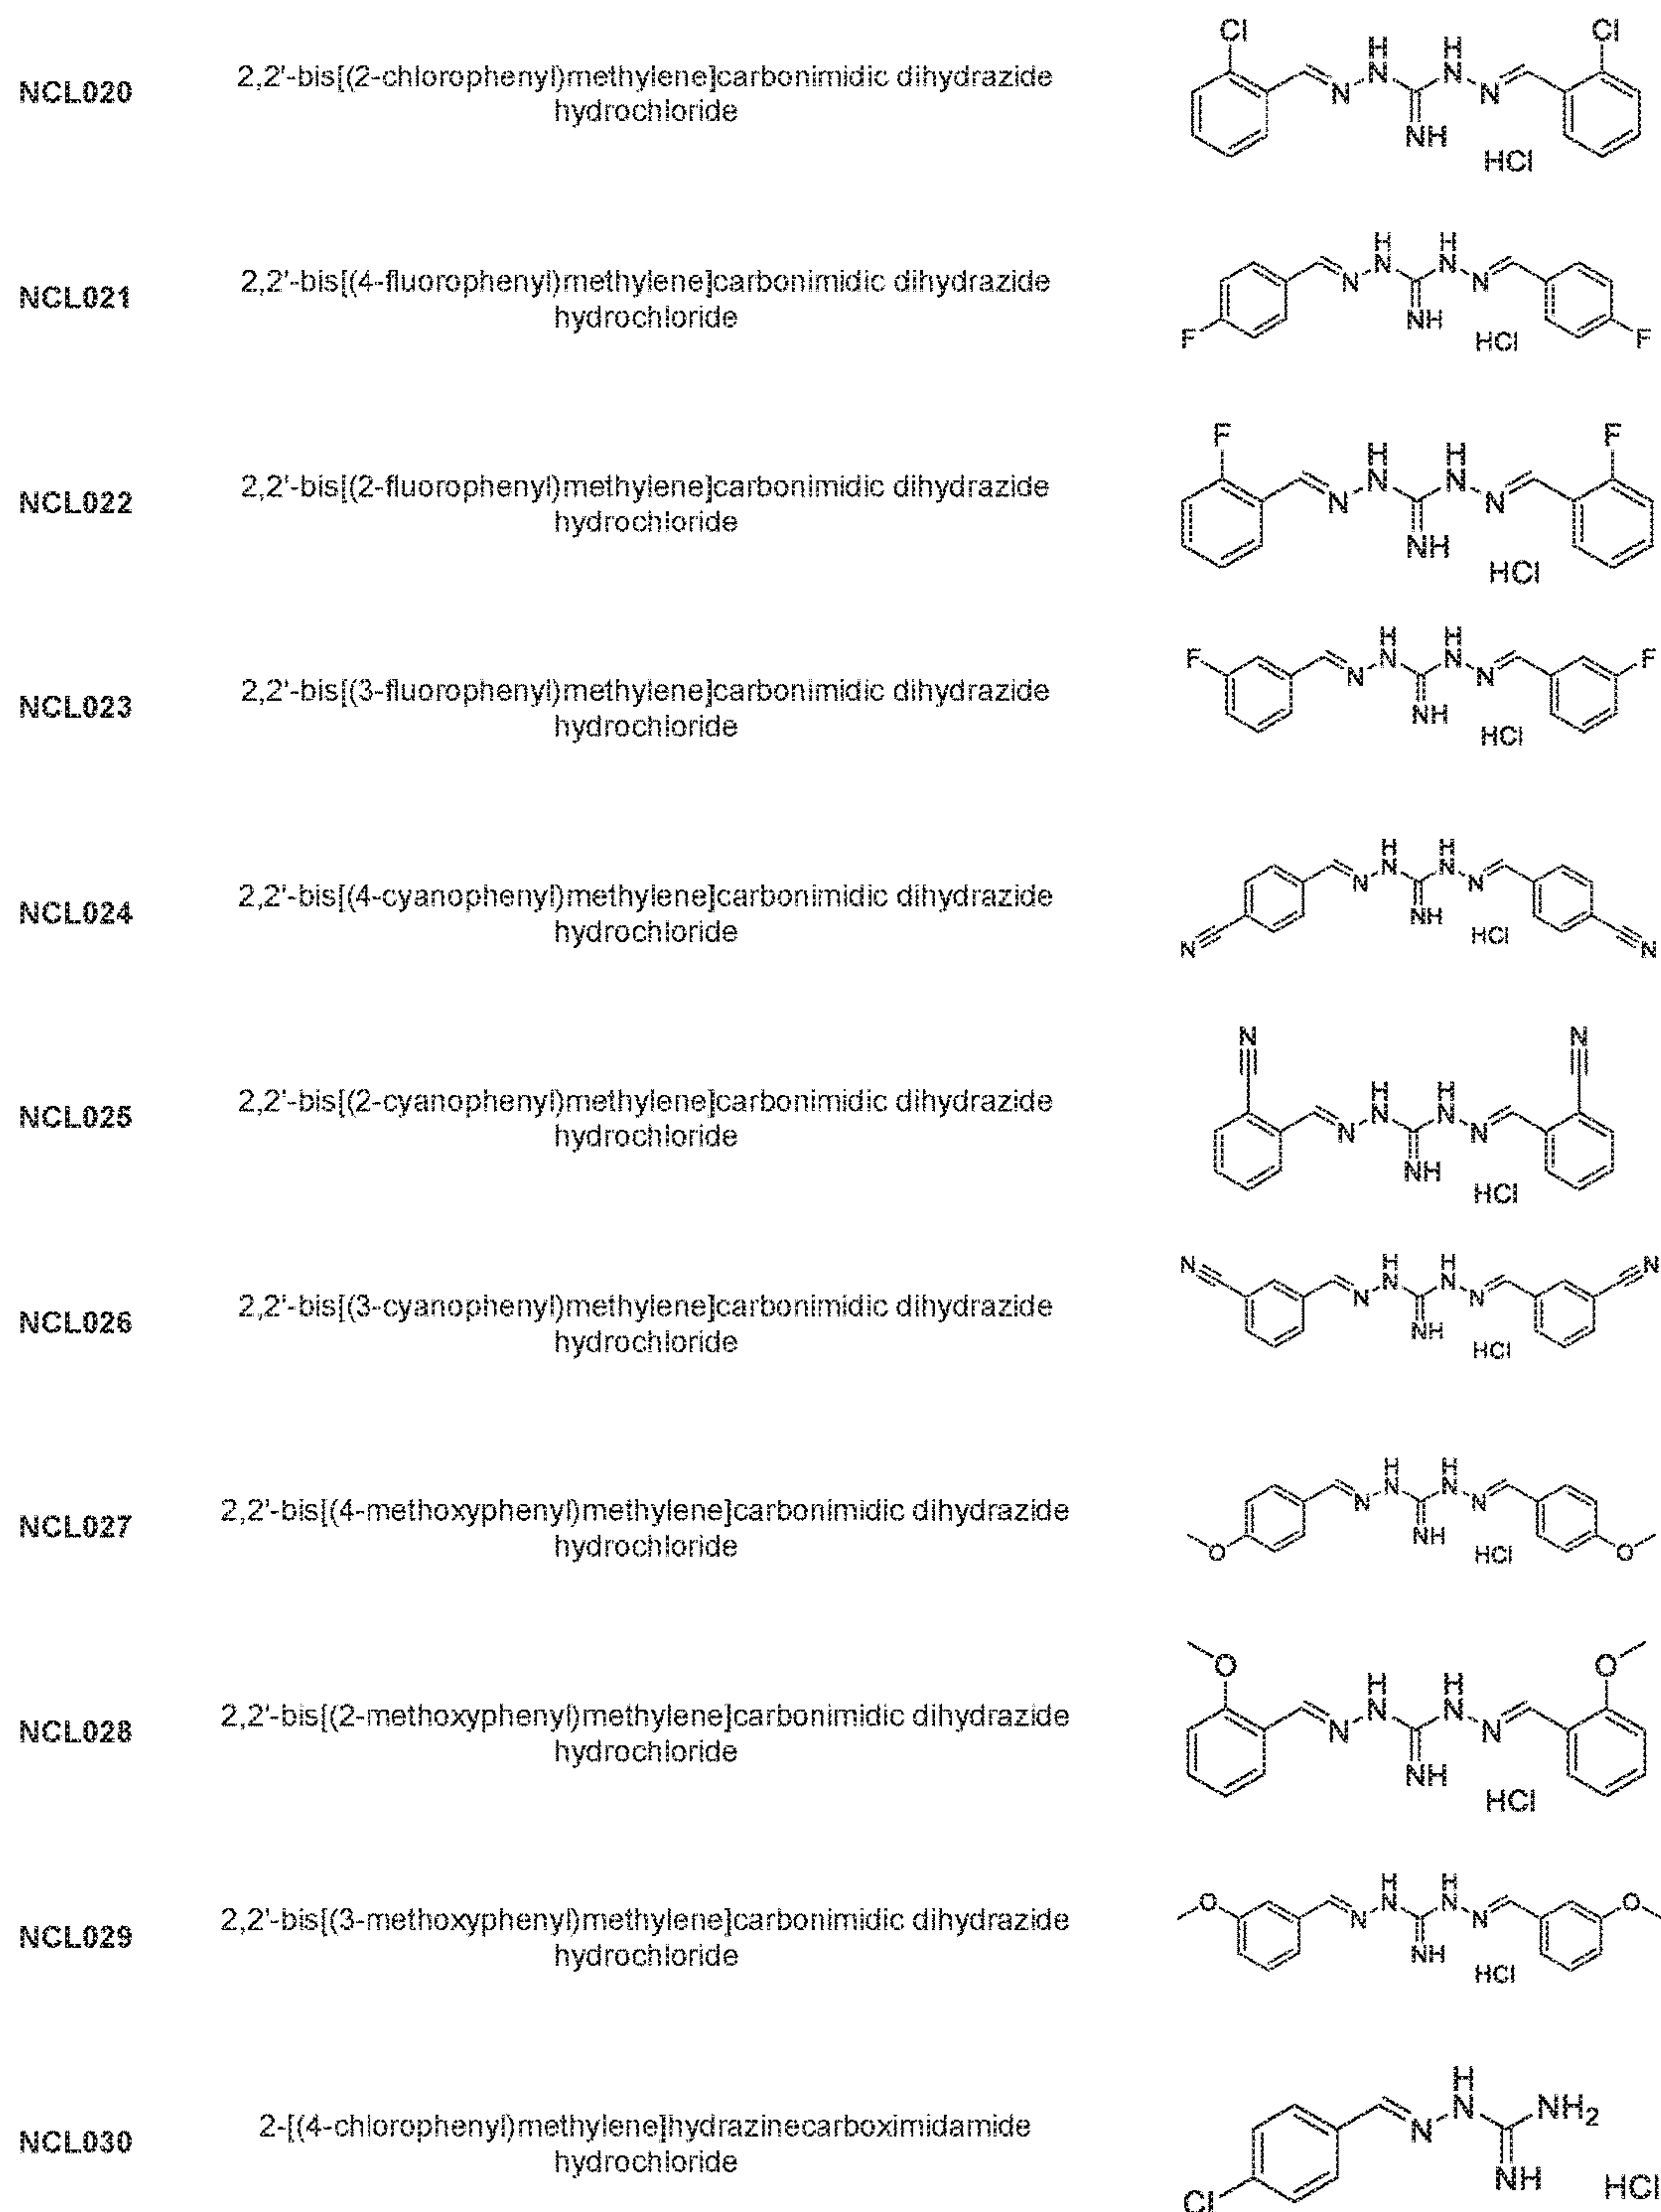 NCL020
2,2'-bis[(2-chlorophenyl)methylene]carbonimidic dihydrazide
hydrochloride
Cl Cl
H H
N N N N
NH
HCl
NCL021
2,2'-bis[(4-fluorophenyl)methylene]carbonimidic dihydrazide
hydrochloride
H H
N N N N
NH
F HCl F
NCL022
2,2'-bis[(2-fluorophenyl)methylene]carbonimidic dihydrazide
hydrochloride
F F
H H
N N N N
NH
HCl
NCL023
2,2'-bis[(3-fluorophenyl)methylene]carbonimidic dihydrazide
hydrochloride
H H
F N N N N F
NH
HCl
NCL024
2,2'-bis[(4-cyanophenyl)methylene]carbonimidic dihydrazide
hydrochloride
H H
N N N N
NH
HCl
N N
NCL025
2,2'-bis[(2-cyanophenyl)methylene]carbonimidic dihydrazide
hydrochloride
N N
H H
N N N N
NH
HCl
NCL026
2,2'-bis[(3-cyanophenyl)methylene]carbonimidic dihydrazide
hydrochloride
N H H N
N N N N
NH
HCl
NCL027
2,2'-bis[(4-methoxyphenyl)methylene]carbonimidic dihydrazide
hydrochloride
H H
N N N N
NH
O HCl O
NCL028
2,2'-bis[(2-methoxyphenyl)methylene]carbonimidic dihydrazide
hydrochloride
O O
H H
N N N N
NH
HCl
NCL029
2,2'-bis[(3-methoxyphenyl)methylene]carbonimidic dihydrazide
hydrochloride
H H
O N N N N O
NH
HCl
NCL030
2-[(4-chlorophenyl)methylene]hydrazinecarboximidamide
hydrochloride
H
N N NH2
NH
Cl HCl